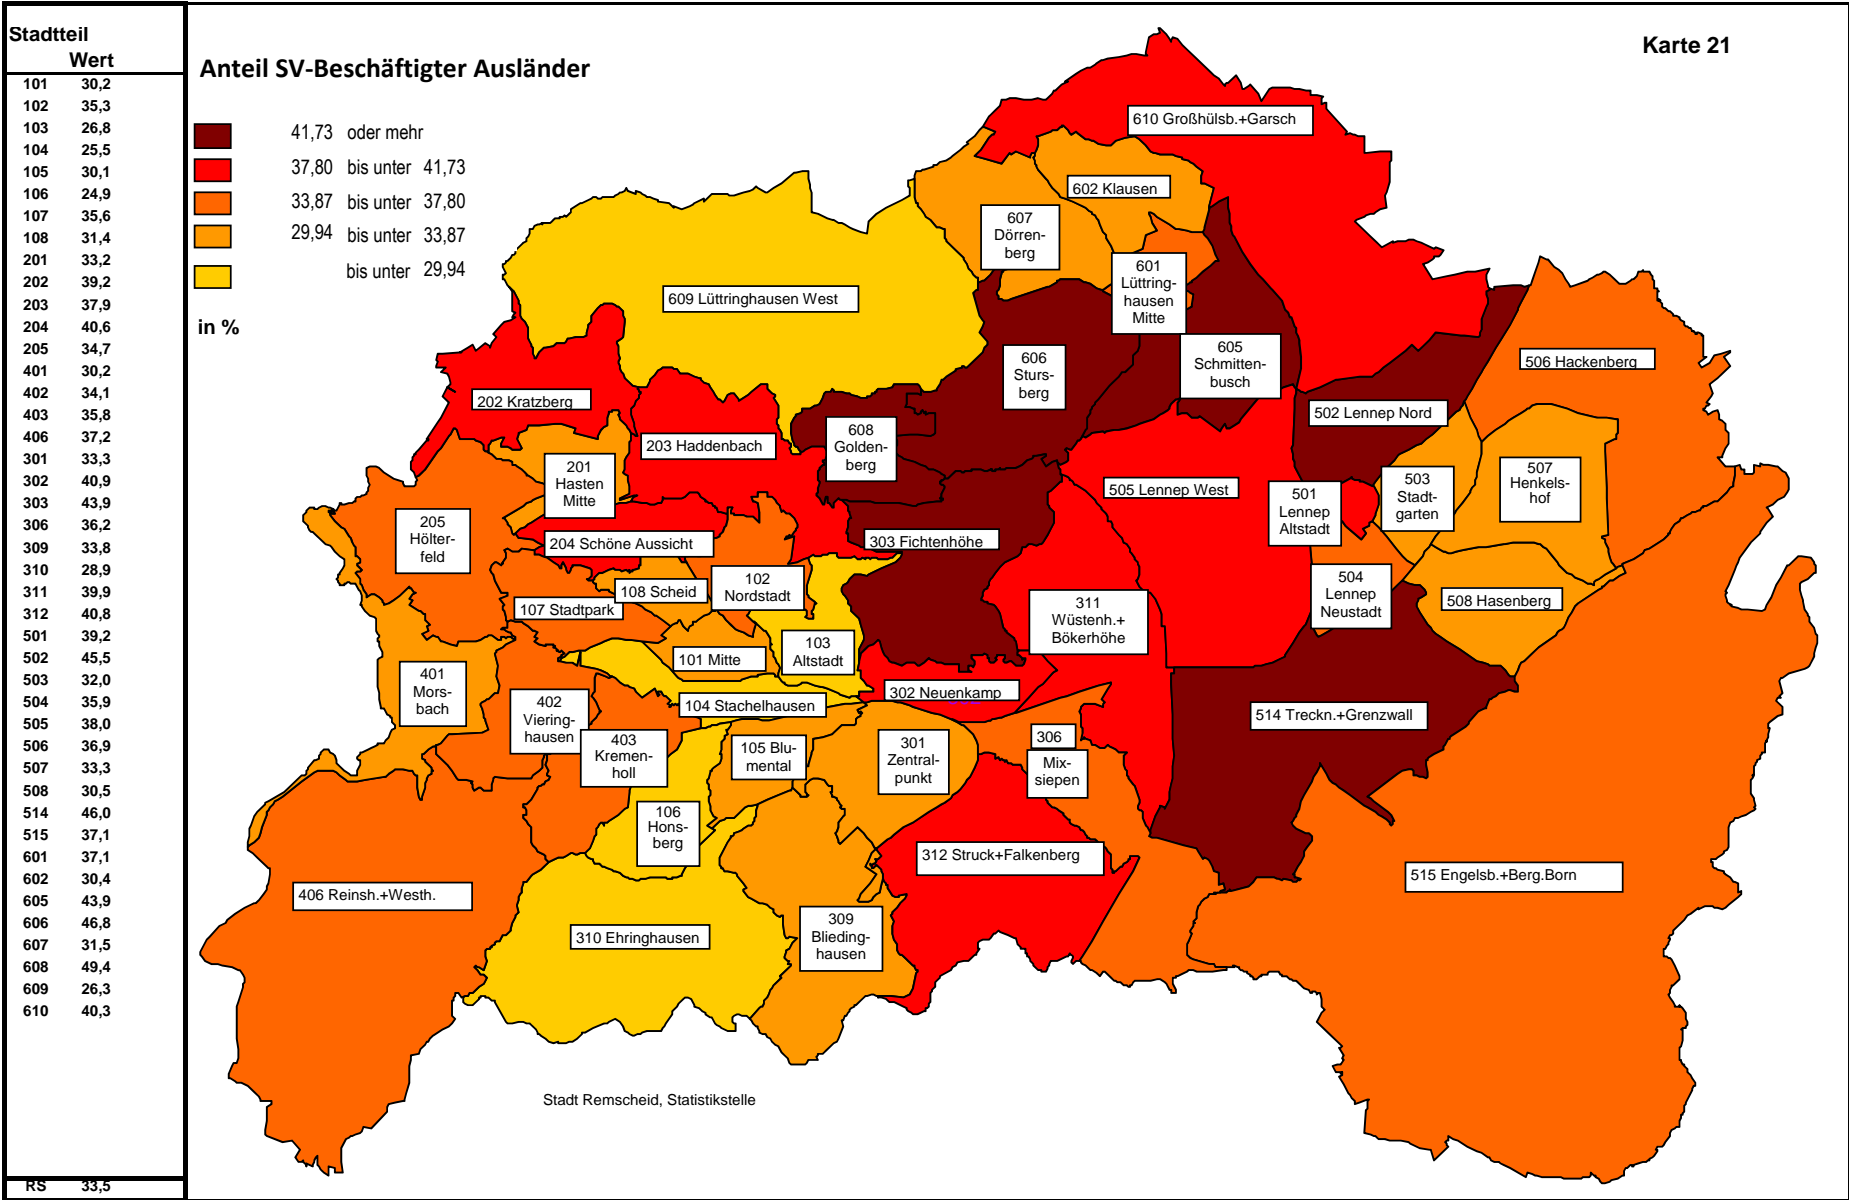 Stadtteil
Wert
101 30,2
102 35,3
103 26,8
104 25,5
105 30,1
106 24,9
107 35,6
108 31,4
201 33,2
202 39,2
203 37,9
204 40,6
205 34,7
401 30,2
402 34,1
403 35,8
406 37,2
301 33,3
302 40,9
303 43,9
306 36,2
309 33,8
310 28,9
311 39,9
312 40,8
501 39,2
502 45,5
503 32,0
504 35,9
505 38,0
506 36,9
507 33,3
508 30,5
514 46,0
515 37,1
601 37,1
602 30,4
605 43,9
606 46,8
607 31,5
608 49,4
609 26,3
610 40,3
RS 33,5
Karte 21
Anteil SV-Beschäftigter Ausländer
41,73 oder mehr
37,80 bis unter 41,73
33,87 bis unter 37,80
29,94 bis unter 33,87
bis unter 29,94
in %
610 Großhülsb.+Garsch
602 Klausen
607
Dörren-
berg
601
Lüttring-
hausen
Mitte
609 Lüttringhausen West
605
Schmitten-
busch
606
Sturs-
berg
506 Hackenberg
202 Kratzberg
502 Lennep Nord
203 Haddenbach
608
Golden-
berg
201
Hasten
Mitte
505 Lennep West
501
Lennep
Altstadt
503
Stadt-
garten
507
Henkels-
hof
205
Hölter-
feld
204 Schöne Aussicht
303 Fichtenhöhe
102
Nordstadt
108 Scheid
107 Stadtpark
504
Lennep
Neustadt
508 Hasenberg
311
Wüstenh.+
Bökerhöhe
103
Altstadt
101 Mitte
401
Mors-
bach
302 Neuenkamp
402
Viering-
hausen
104 Stachelhausen
514 Treckn.+Grenzwall
403
Kremen-
holl
105 Blu-
mental
301
Zentral-
punkt
306
Mix-
siepen
106
Hons-
berg
312 Struck+Falkenberg
515 Engelsb.+Berg.Born
406 Reinsh.+Westh.
310 Ehringhausen
309
Blieding-
hausen
Stadt Remscheid, Statistikstelle